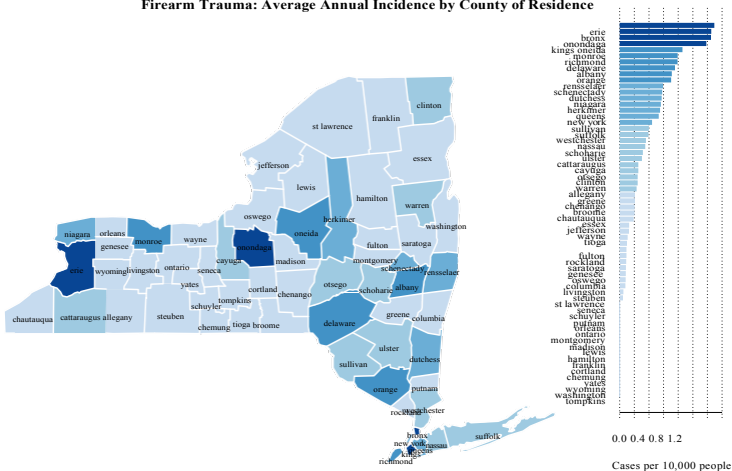 Firearm Trauma: Average Annual Incidence by County of Residence
clinton
franklin
st lawrence
essex
jefferson
lewis
hamilton
warren
oswego
herkimer
washington
niagara
orleans
monroe
wayne
oneida
genesee
onondaga
fulton
saratoga
erie
wyoming
livingston
ontario
seneca
cayuga
madison
montgomery
schenectady
rensselaer
yates
cortland
chenango
otsego
schoharie
albany
tompkins
schuyler
chautauqua
cattaraugus
allegany
steuben
chemung
tioga
broome
delaware
greene
columbia
ulster
sullivan
dutchess
orange
putnam
rockland
westchester
bronx
new york
queens
nassau
suffolk
kings
richmond
erie
bronx
onondaga
kings oneida
monroe
richmond
delaware
albany
orange
rensselaer
schenectady
dutchess
niagara
herkimer
queens
new york
sullivan
suffolk
westchester
nassau
schoharie
ulster
cattaraugus
cayuga
otsego
clinton
warren
allegany
greene
chenango
broome
chautauqua
essex
jefferson
wayne
tioga
fulton
rockland
saratoga
genesee
oswego
columbia
livingston
steuben
st lawrence
seneca
schuyler
putnam
orleans
ontario
montgomery
madison
lewis
hamilton
franklin
cortland
chemung
yates
wyoming
washington
tompkins
0.0 0.4 0.8 1.2
Cases per 10,000 people